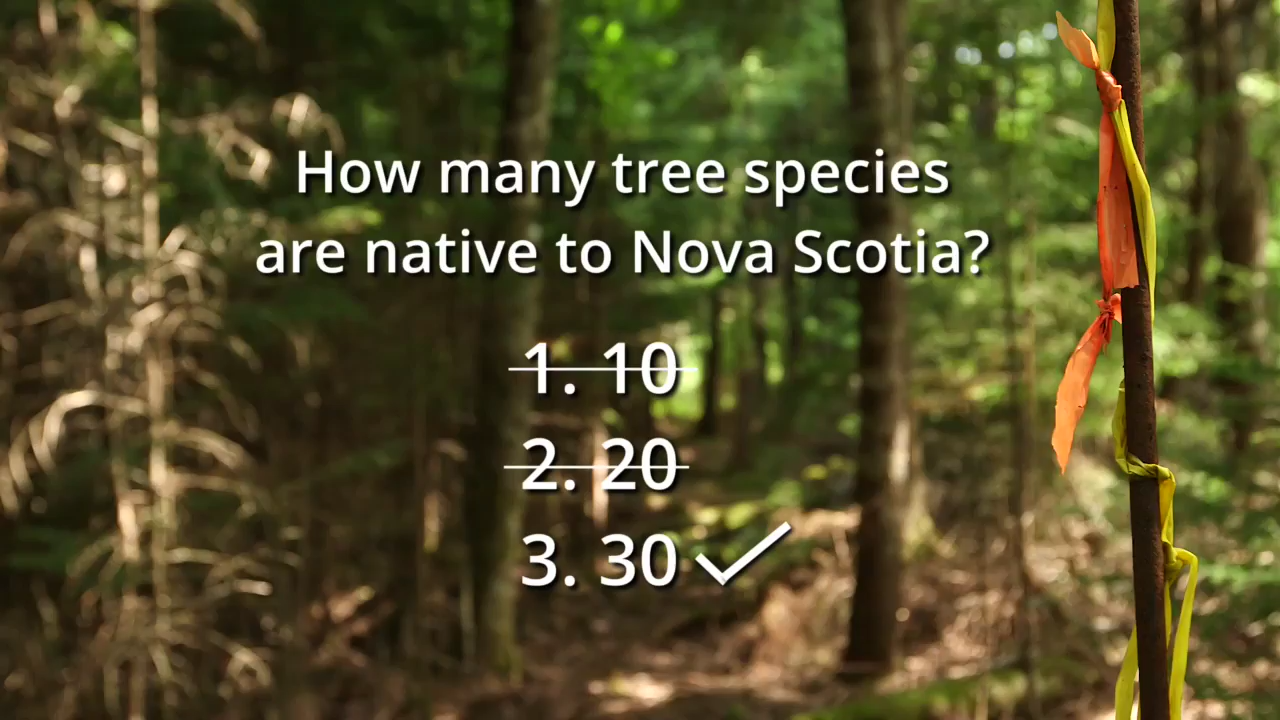 How many tree species
are native to Nova Scotia?
1. 10
2. 20
3. 30